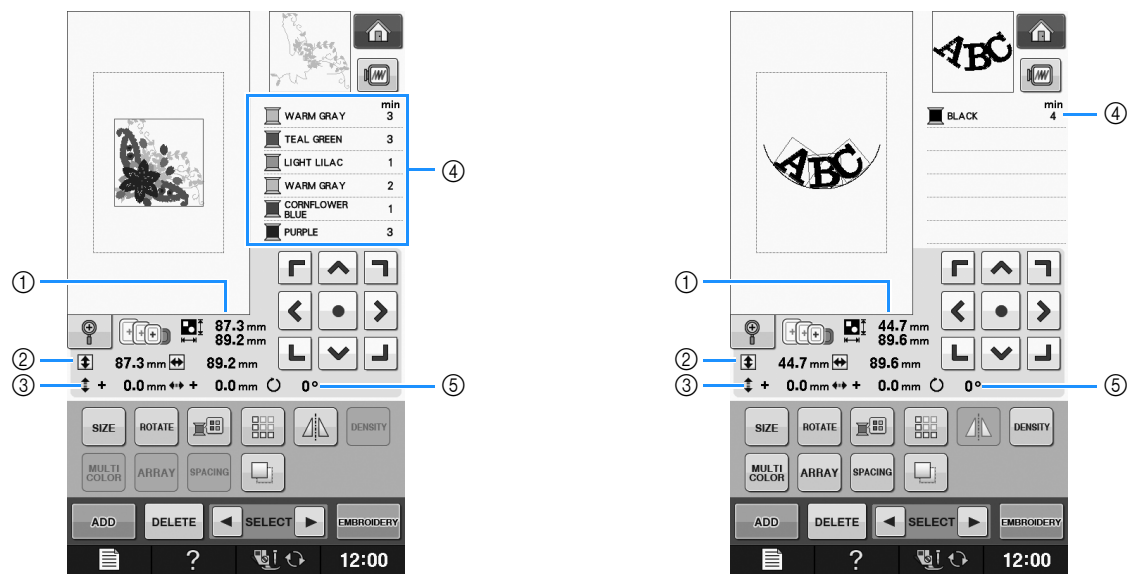 min
WARM GRAY 3
TEAL GREEN 3
LIGHT LILAC 1
WARM GRAY 2
CORNFLOWER
BLUE 1
PURPLE 3
④
①
87.3 mm
89.2 mm
② 87.3 mm 89.2 mm
③ + 0.0 mm + 0.0 mm 0° ⑤
SIZE ROTATE DENSITY
MULTI
COLOR ARRAY SPACING
ADD DELETE SELECT EMBROIDERY
? 12:00
ABC
min
BLACK 4 ④
ABC
①
44.7 mm
89.6 mm
② 44.7 mm 89.6 mm
③ + 0.0 mm + 0.0 mm 0° ⑤
SIZE ROTATE DENSITY
MULTI
COLOR ARRAY SPACING
ADD DELETE SELECT EMBROIDERY
? 12:00